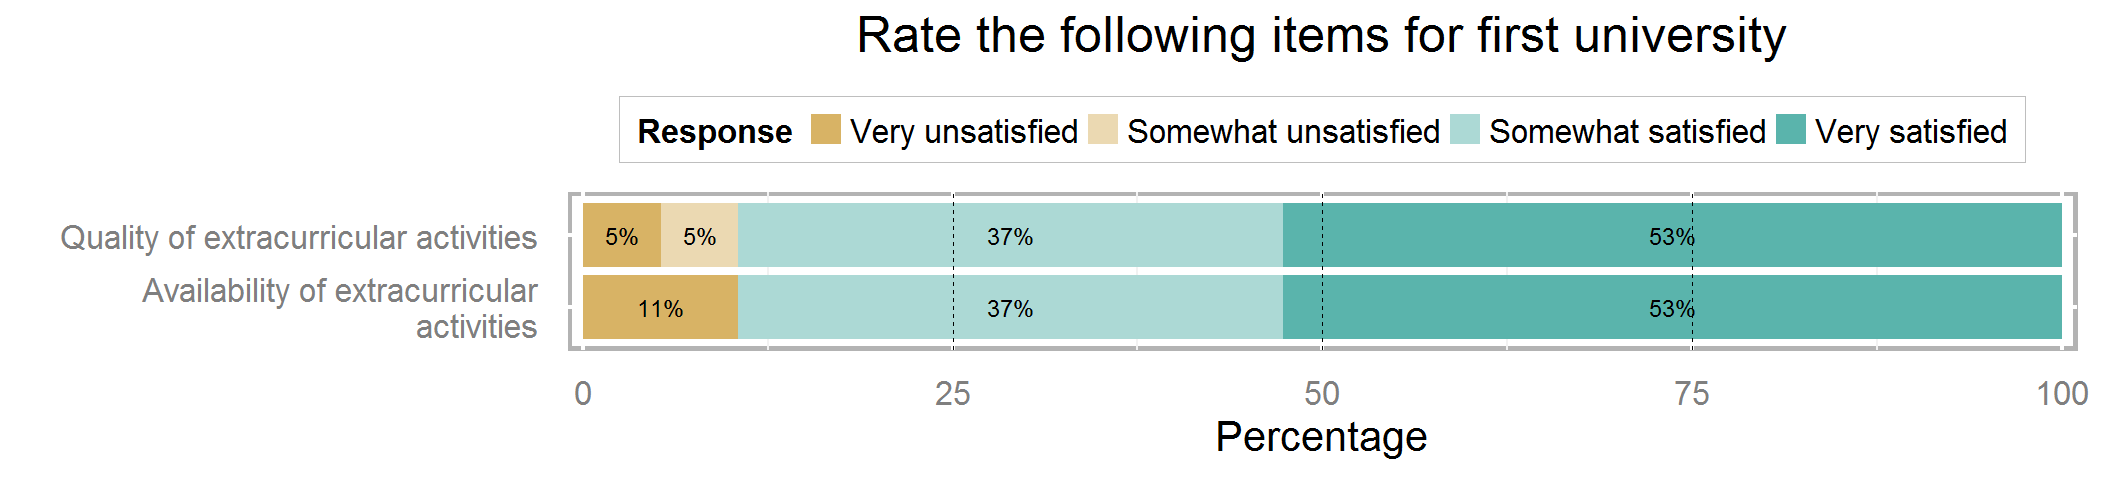 Rate the following items for first university
Response Very unsatisfied Somewhat unsatisfied Somewhat satisfied Very satisfied
Quality of extracurricular activities 5% 5% 37% 53%
Availability of extracurricular
activities
11% 37% 53%
0 25 50 75 100
Percentage